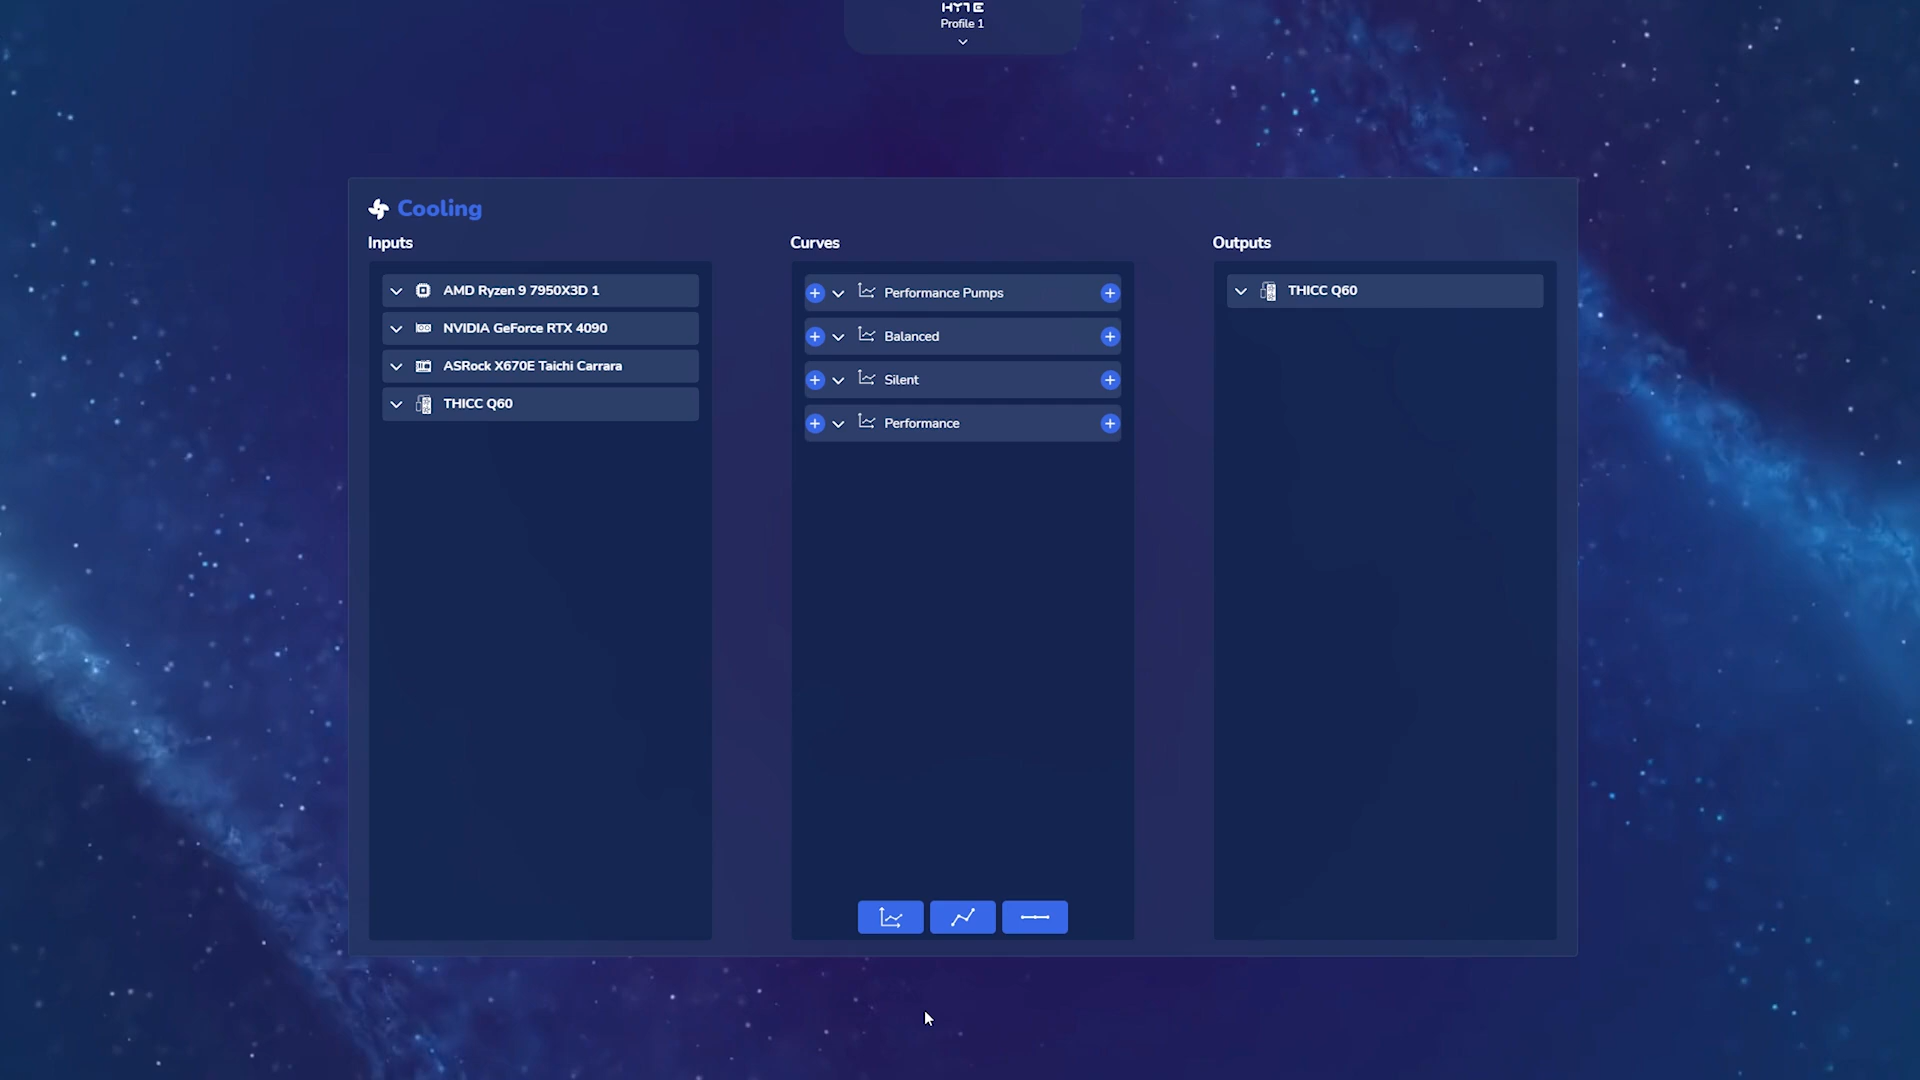 HYTE
Profile 1
Cooling
Inputs
AMD Ryzen 9 7950X3D 1
NVIDIA GeForce RTX 4090
ASRock X670E Taichi Carrara
THICC Q60
Curves
Performance Pumps
Balanced
Silent
Performance
Outputs
THICC Q60